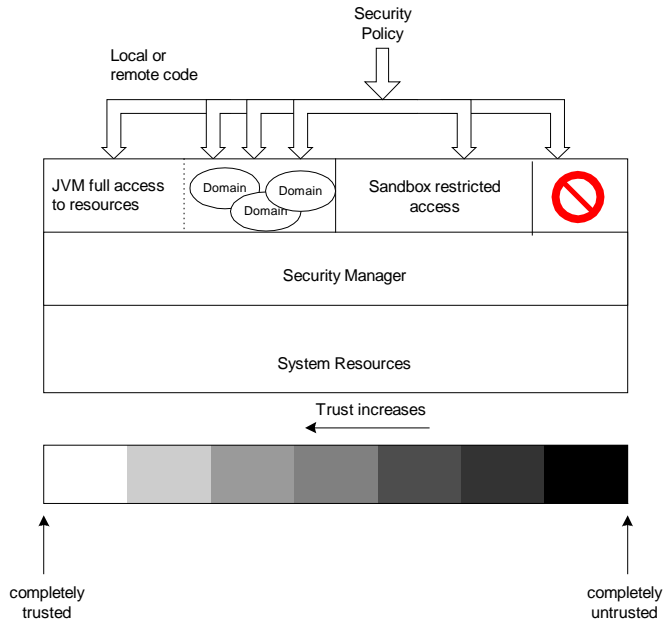 Security
Policy
Local or
remote code
JVM full access
to resources
Domain
Domain
Domain
Sandbox restricted
access
Security Manager
System Resources
Trust increases
completely
trusted
completely
untrusted